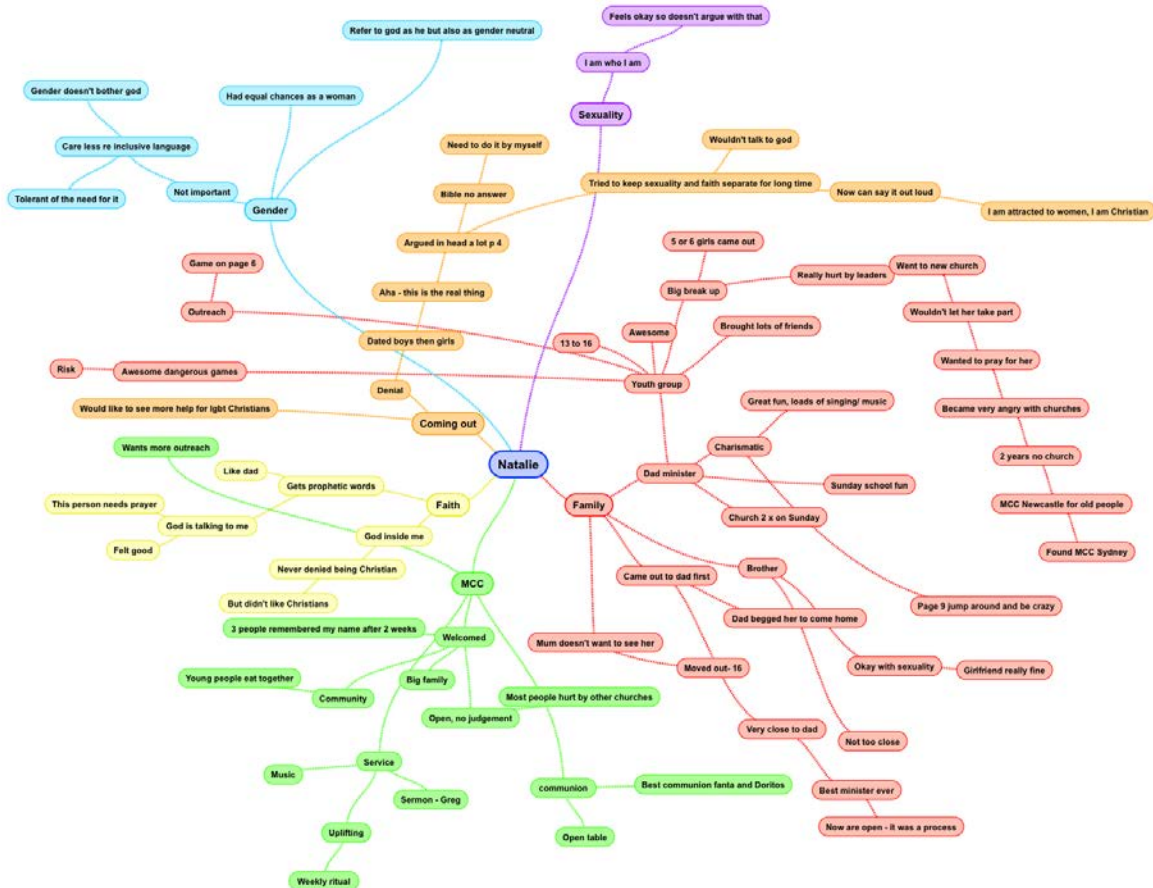 Feels okay so doesn't argue with that
Refer to god as he but also as gender neutral
I am who I am
Gender doesn't bother god
Had equal chances as a woman
Sexuality
Need to do it by myself
Wouldn't talk to god
Care less re inclusive language
Tolerant of the need for it
Not important
Gender
Bible no answer
Tried to keep sexuality and faith separate for long time
Now can say it out loud
I am attracted to women, I am Christian
Argued in head a lot p 4
5 or 6 girls came out
Game on page 6
Big break up
Really hurt by leaders
Went to new church
Aha - this is the real thing
Outreach
Awesome
Brought lots of friends
Wouldn't let her take part
Dated boys then girls
13 to 16
Risk
Awesome dangerous games
Youth group
Wanted to pray for her
Denial
Would like to see more help for lgbt Christians
Coming out
Great fun, loads of singing/ music
Became very angry with churches
Wants more outreach
Charismatic
2 years no church
Natalie
Like dad
Dad minister
Sunday school fun
Gets prophetic words
This person needs prayer
Faith
Family
Church 2 x on Sunday
MCC Newcastle for old people
God is talking to me
God inside me
Felt good
Found MCC Sydney
Never denied being Christian
MCC
Came out to dad first
Brother
But didn't like Christians
Page 9 jump around and be crazy
Dad begged her to come home
3 people remembered my name after 2 weeks
Welcomed
Mum doesn't want to see her
Moved out- 16
Okay with sexuality
Girlfriend really fine
Young people eat together
Community
Big family
Most people hurt by other churches
Open, no judgement
Very close to dad
Not too close
Service
Music
Sermon - Greg
communion
Best communion fanta and Doritos
Best minister ever
Now are open - it was a process
Uplifting
Open table
Weekly ritual